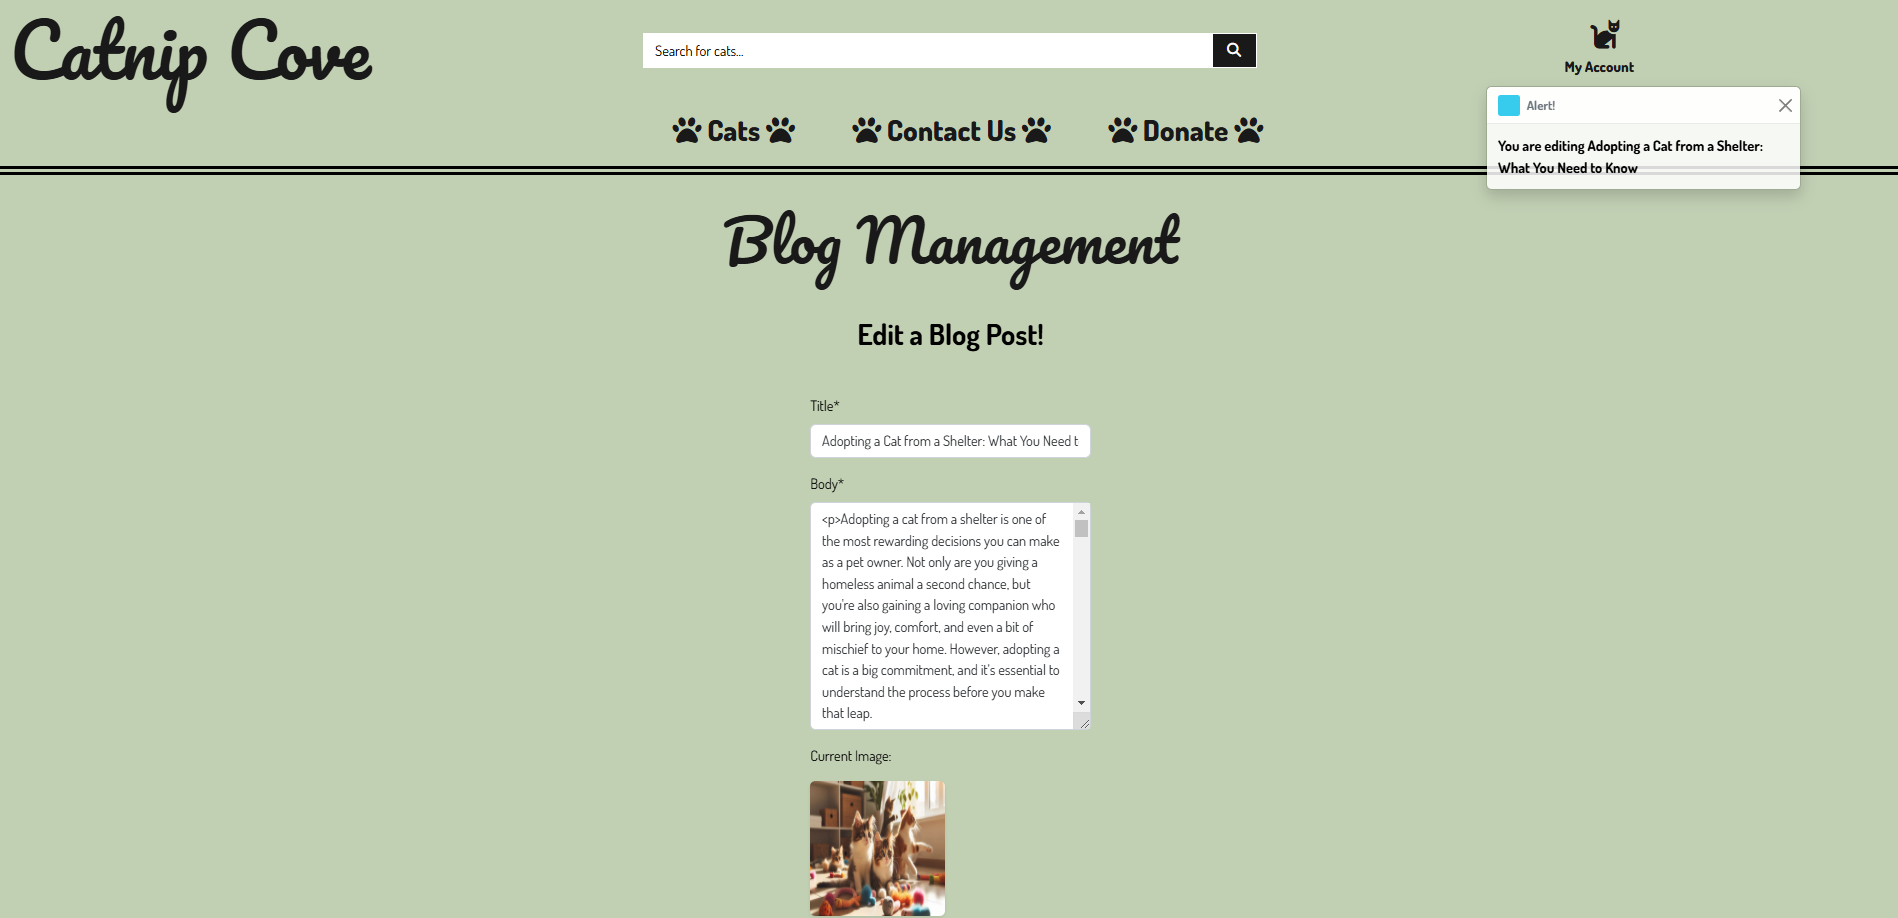 Catnip Cove
Search for cats...
My Account
Cats
Contact Us
Donate
Alert!
You are editing Adopting a Cat from a Shelter:
What You Need to Know
Blog Management
Edit a Blog Post!
Title*
Adopting a Cat from a Shelter: What You Need t
Body*
<p>Adopting a cat from a shelter is one of
the most rewarding decisions you can make
as a pet owner. Not only are you giving a
homeless animal a second chance, but
you're also gaining a loving companion who
will bring joy, comfort, and even a bit of
mischief to your home. However, adopting a
cat is a big commitment, and it's essential to
understand the process before you make
that leap.
Current Image: